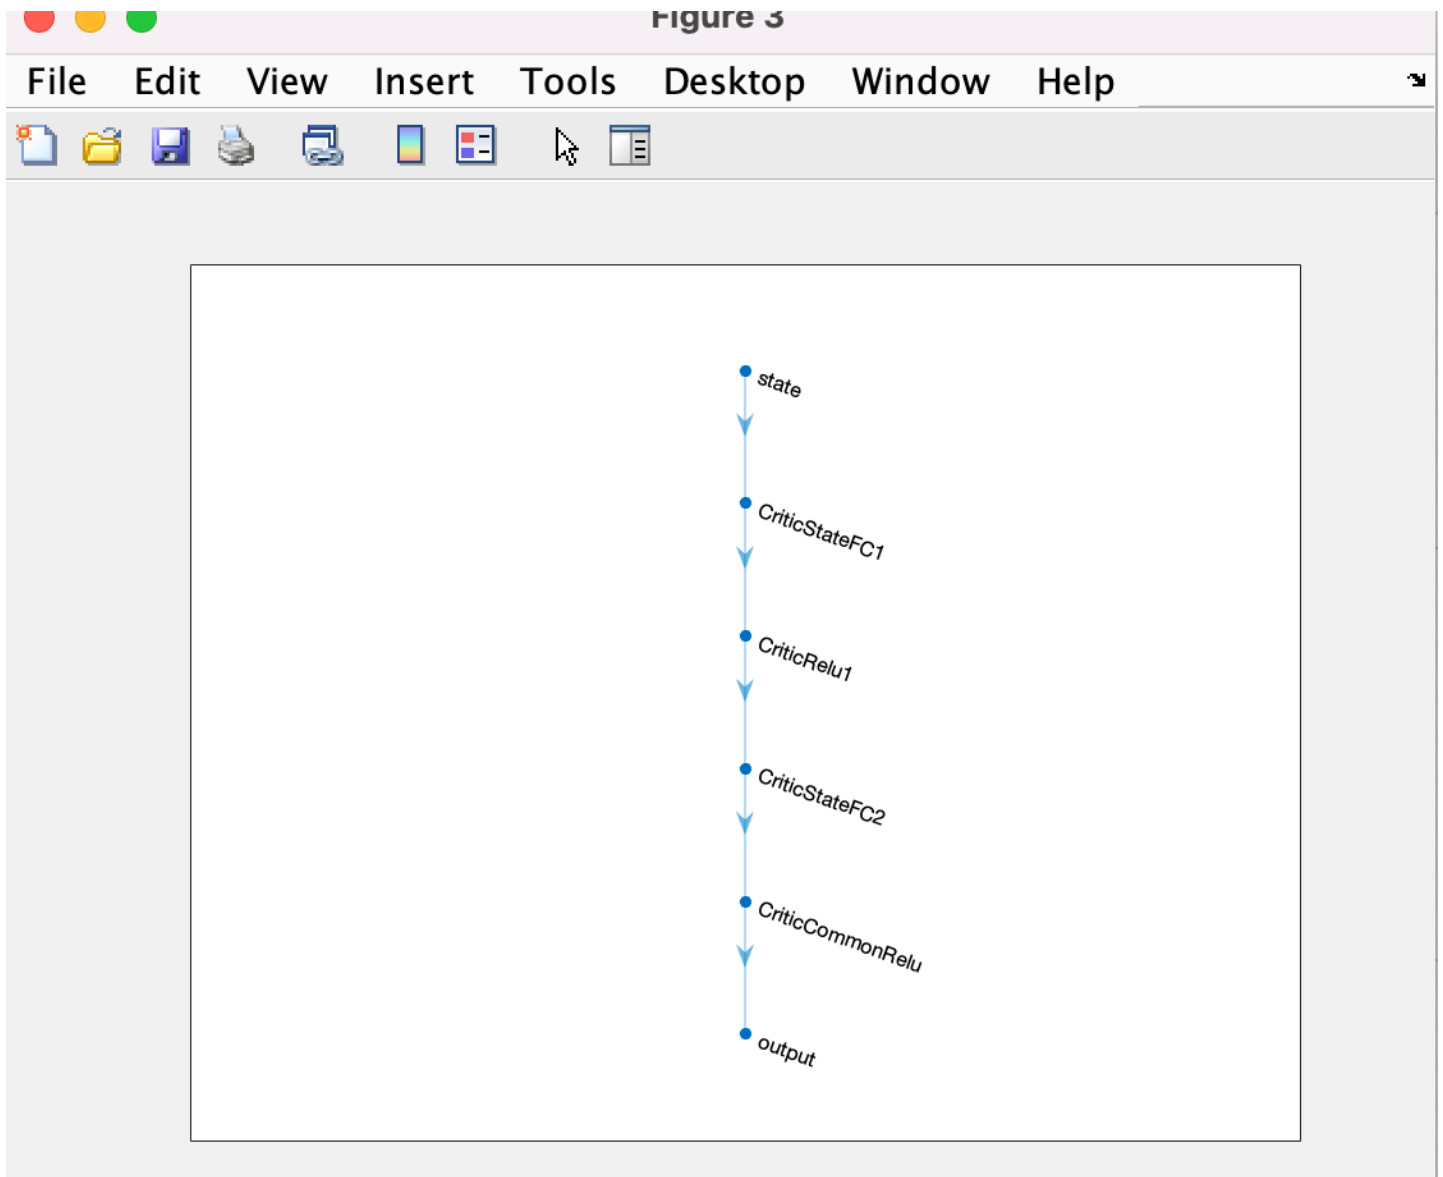 Figure 3
File Edit View Insert Tools Desktop Window Help
state
CriticStateFC1
CriticRelu1
CriticStateFC2
CriticCommonRelu
output